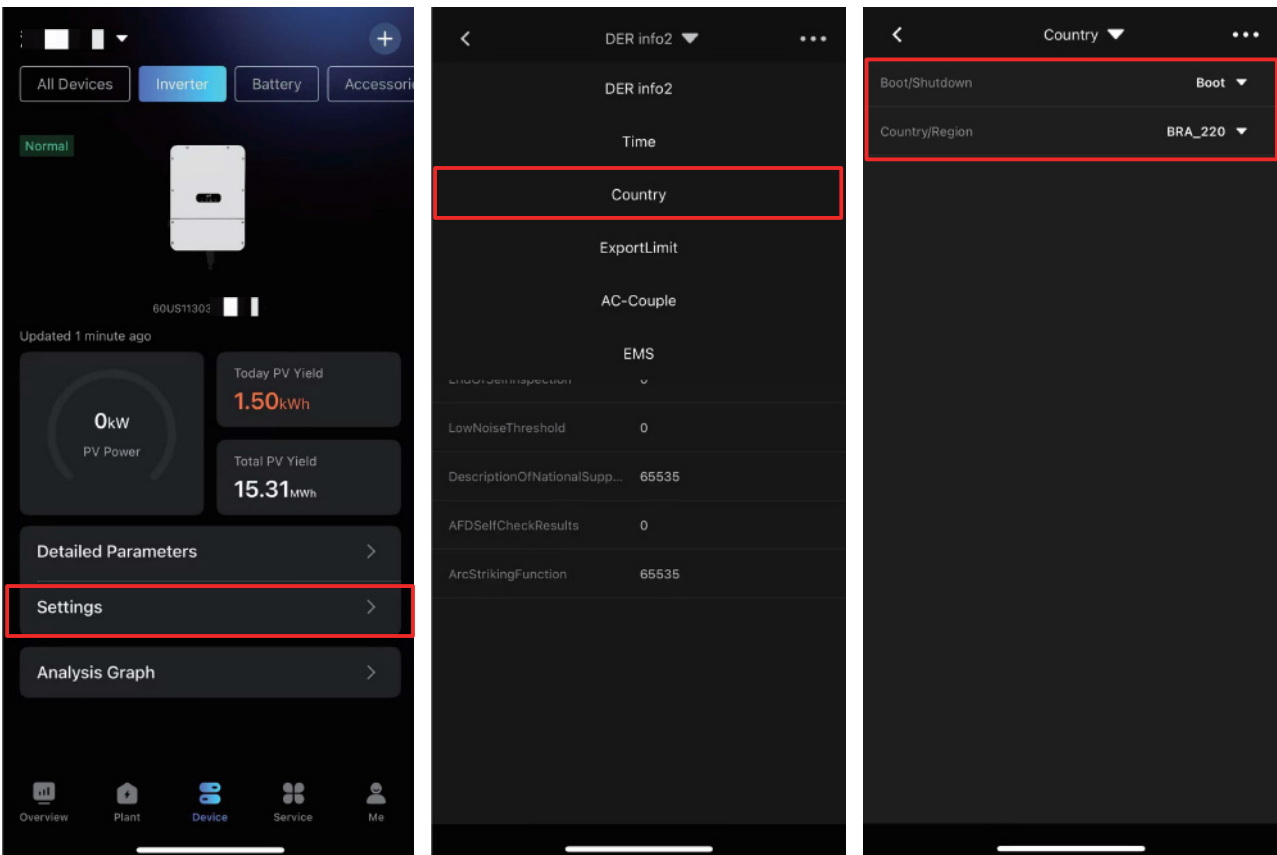 All Devices
Inverter
Battery
Accessori
Normal
60US11303
Updated 1 minute ago
0kW
PV Power
Today PV Yield
1.50kWh
Total PV Yield
15.31MWh
Detailed Parameters
Settings
Analysis Graph
Overview
Plant
Device
Service
Me
DER info2
DER info2
Time
Country
ExportLimit
AC-Couple
EMS
EndOfSelfInspection 0
LowNoiseThreshold 0
DescriptionOfNationalSupp... 65535
AFDSelfCheckResults 0
ArcStrikingFunction 65535
Country
Boot/Shutdown Boot
Country/Region BRA_220